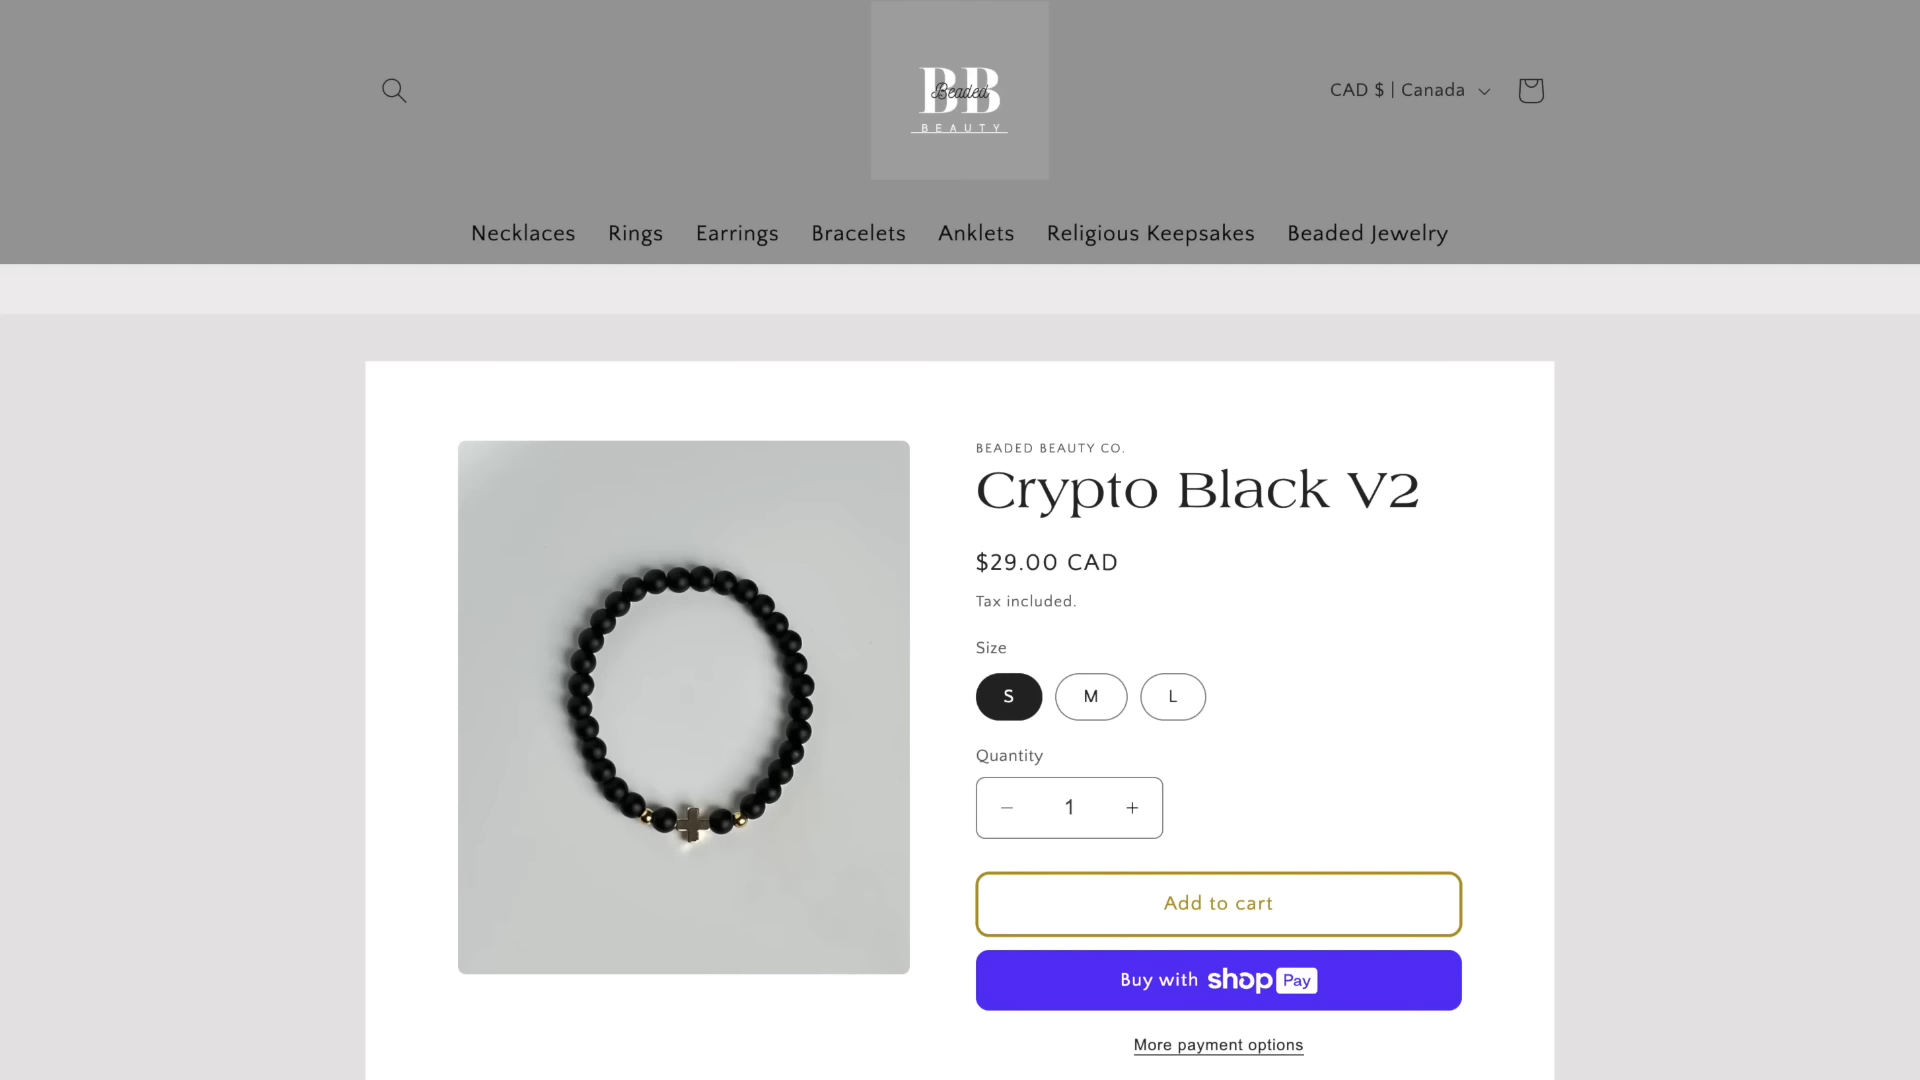 BB
Beaded
BEAUTY
CAD $ | Canada
Necklaces
Rings
Earrings
Bracelets
Anklets
Religious Keepsakes
Beaded Jewelry
BEADED BEAUTY CO.
Crypto Black V2
$29.00 CAD
Tax included.
Size
S
M
L
Quantity
1
Add to cart
Buy with shop Pay
More payment options